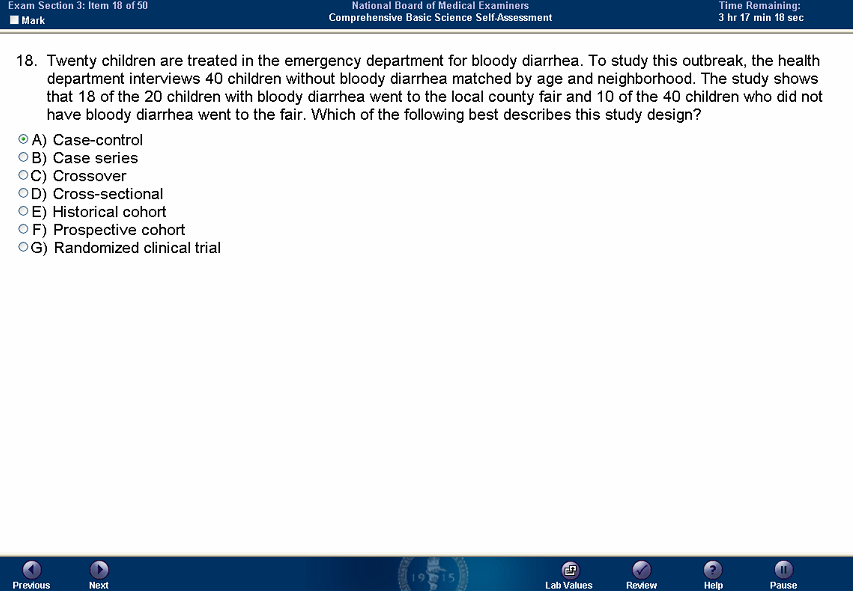 Exam Section 3: Item 18 of 50
National Board of Medical Examiners
Time Remaining:
Mark
Comprehensive Basic Science Self-Assessment
3 hr 17 min 18 sec
18. Twenty children are treated in the emergency department for bloody diarrhea. To study this outbreak, the health
department interviews 40 children without bloody diarrhea matched by age and neighborhood. The study shows
that 18 of the 20 children with bloody diarrhea went to the local county fair and 10 of the 40 children who did not
have bloody diarrhea went to the fair. Which of the following best describes this study design?
A) Case-control
B) Case series
C) Crossover
D) Cross-sectional
E) Historical cohort
F) Prospective cohort
G) Randomized clinical trial
19 15
Previous Next Lab Values Review Help Pause